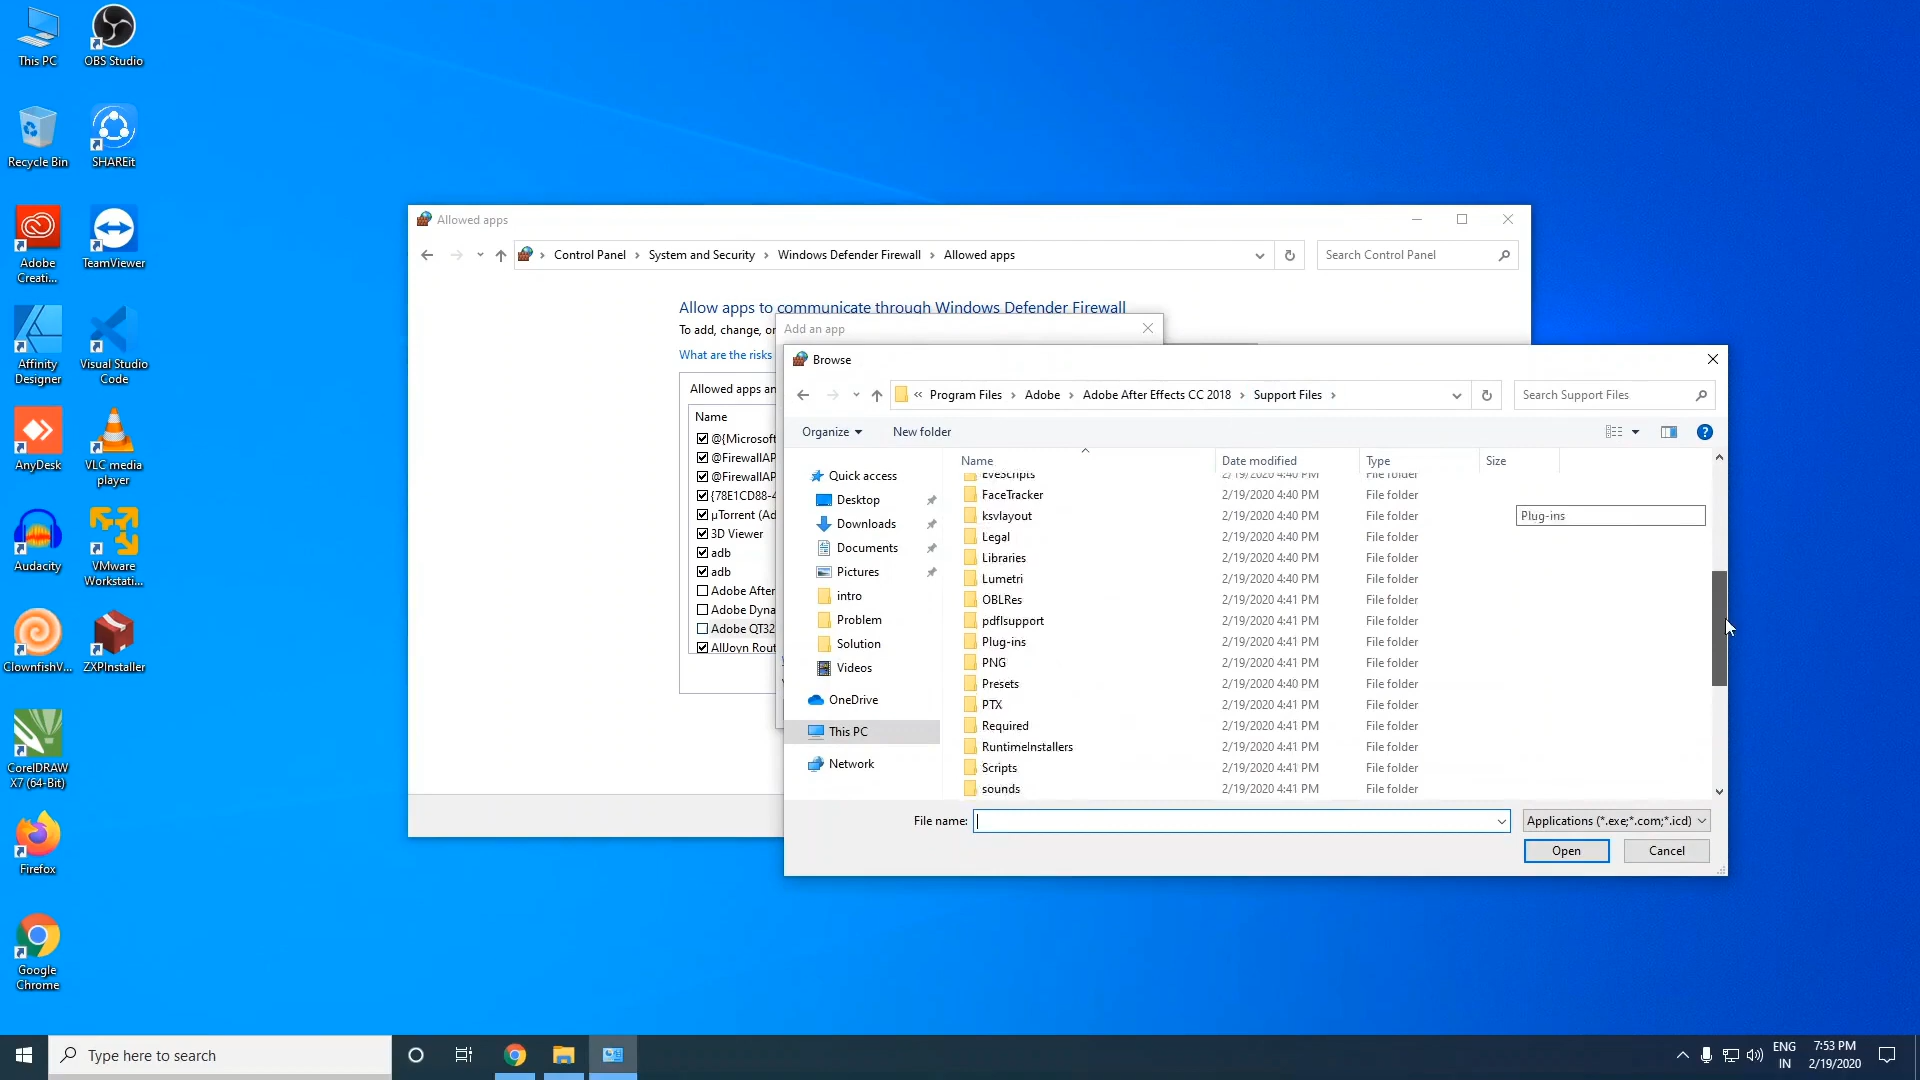 This PC
OBS Studio
Recycle Bin
SHAREit
Adobe
Creati...
TeamViewer
Affinity
Designer
Visual Studio
Code
AnyDesk
VLC media
player
Audacity
VMware
Workstati...
ClownfishV...
ZXPInstaller
CorelDRAW
X7 (64-Bit)
Firefox
Google
Chrome
Allowed apps
Control Panel > System and Security > Windows Defender Firewall > Allowed apps
Search Control Panel
Allow apps to communicate through Windows Defender Firewall
To add, change, or
What are the risks
Allowed apps an
Name
@{Microsoft
@FirewallAP
@FirewallAP
{78E1CD88-4
µTorrent (Ad
3D Viewer
adb
adb
Adobe After
Adobe Dyna
Adobe QT32
AllJoyn Rout
Add an app
Browse
« Program Files > Adobe > Adobe After Effects CC 2018 > Support Files >
Search Support Files
Organize
New folder
Quick access
Desktop
Downloads
Documents
Pictures
intro
Problem
Solution
Videos
OneDrive
This PC
Network
Name Date modified Type Size
EveScripts 2/19/2020 4:40 PM File folder
FaceTracker 2/19/2020 4:40 PM File folder
ksvlayout 2/19/2020 4:40 PM File folder
Legal 2/19/2020 4:40 PM File folder
Libraries 2/19/2020 4:40 PM File folder
Lumetri 2/19/2020 4:40 PM File folder
OBLRes 2/19/2020 4:41 PM File folder
pdflsupport 2/19/2020 4:41 PM File folder
Plug-ins 2/19/2020 4:41 PM File folder
PNG 2/19/2020 4:40 PM File folder
Presets 2/19/2020 4:40 PM File folder
PTX 2/19/2020 4:41 PM File folder
Required 2/19/2020 4:41 PM File folder
RuntimeInstallers 2/19/2020 4:41 PM File folder
Scripts 2/19/2020 4:41 PM File folder
sounds 2/19/2020 4:41 PM File folder
Plug-ins
File name:
Applications (*.exe;*.com;*.icd)
Open
Cancel
Type here to search
ENG
IN
7:53 PM
2/19/2020